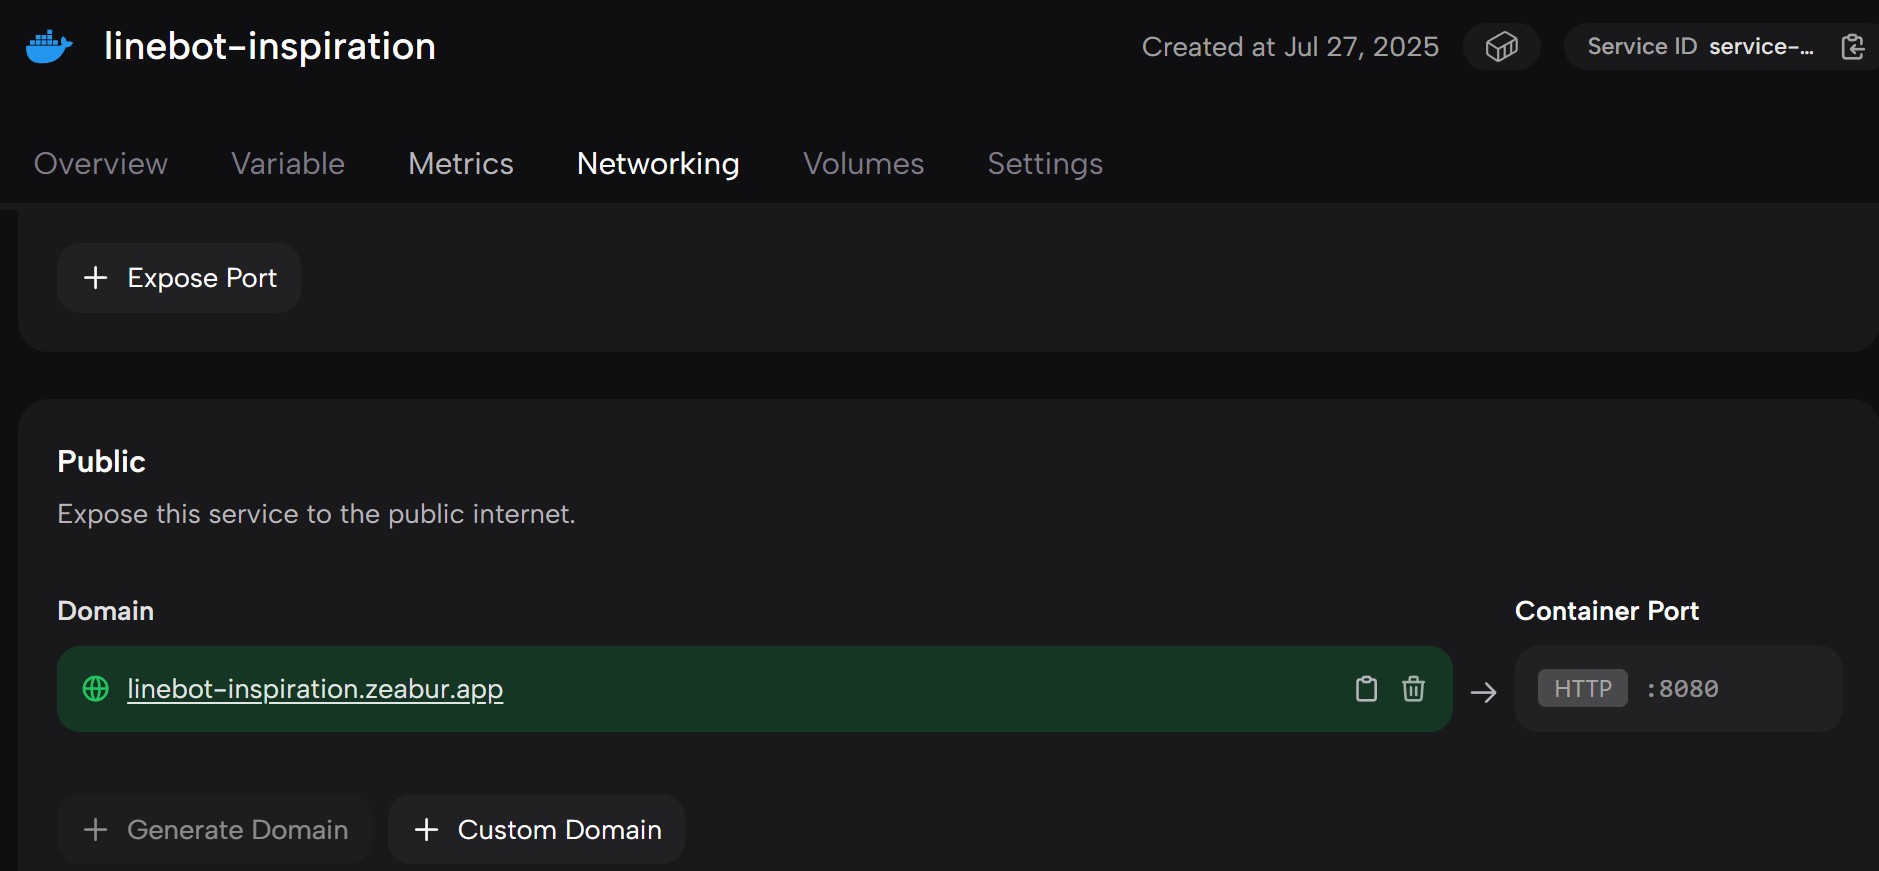 linebot-inspiration
Created at Jul 27, 2025
Service ID service-...
Overview Variable Metrics Networking Volumes Settings
+ Expose Port
Public
Expose this service to the public internet.
Domain
Container Port
linebot-inspiration.zeabur.app
HTTP :8080
+ Generate Domain
+ Custom Domain